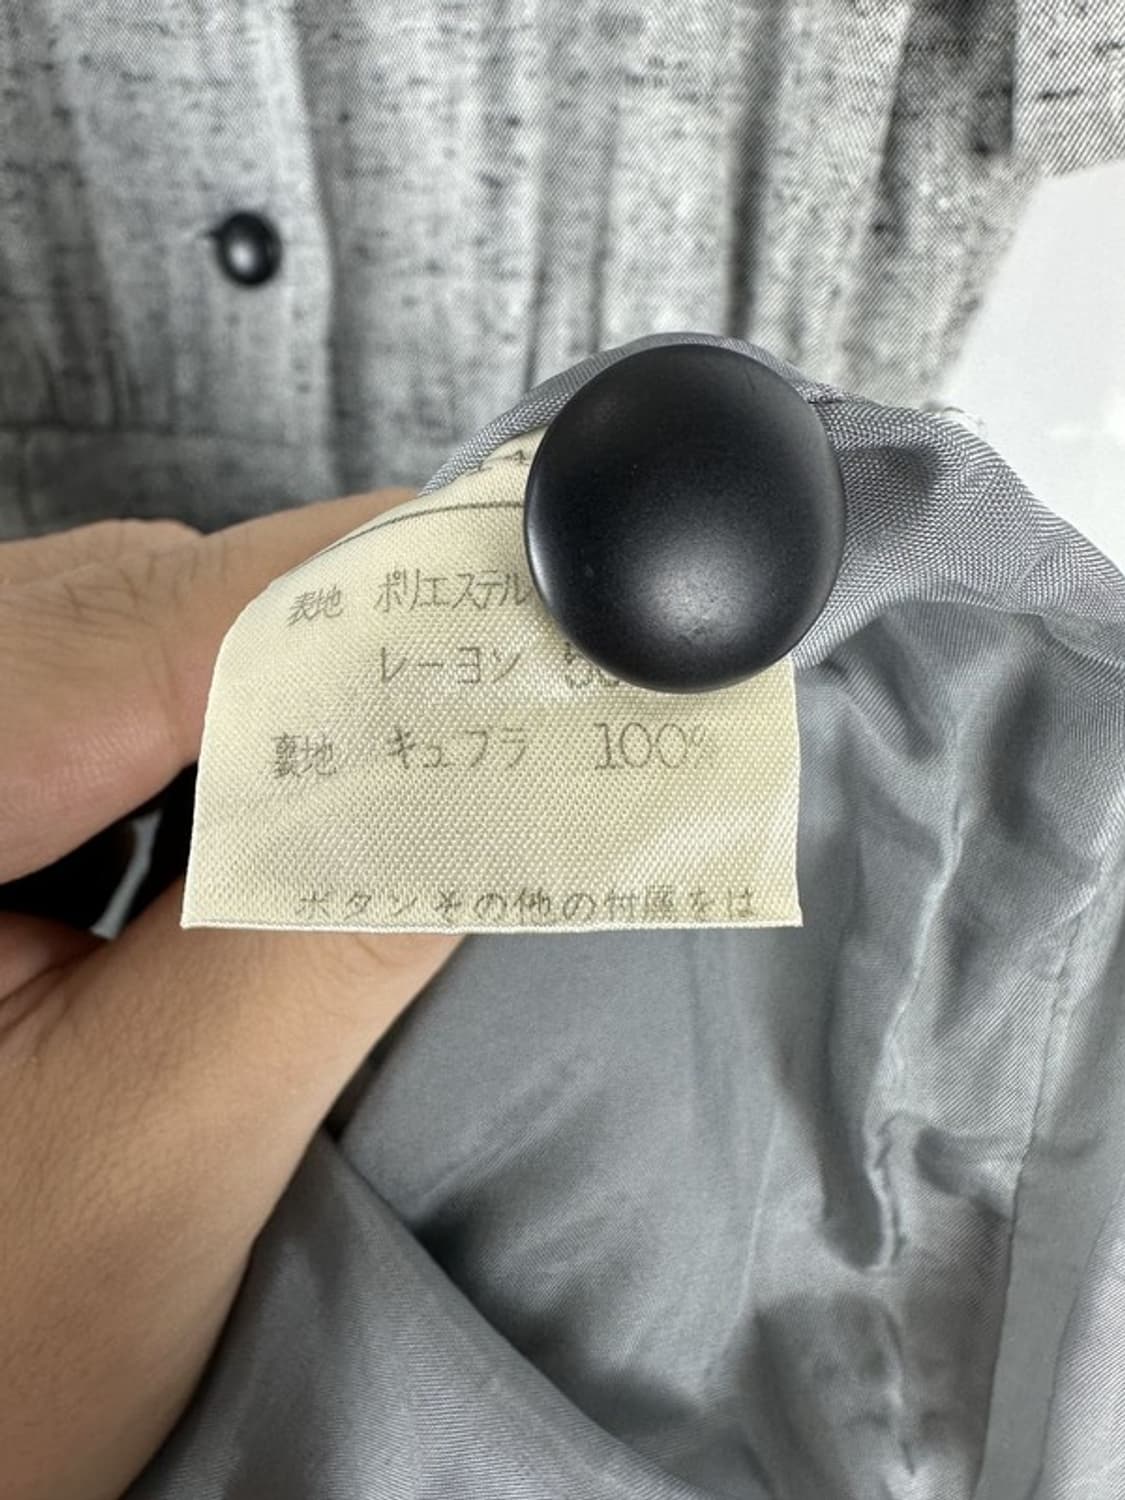 表地 ポリエステル
レーヨン
裏地 キュプラ 100%
ボタンその他の付属をは